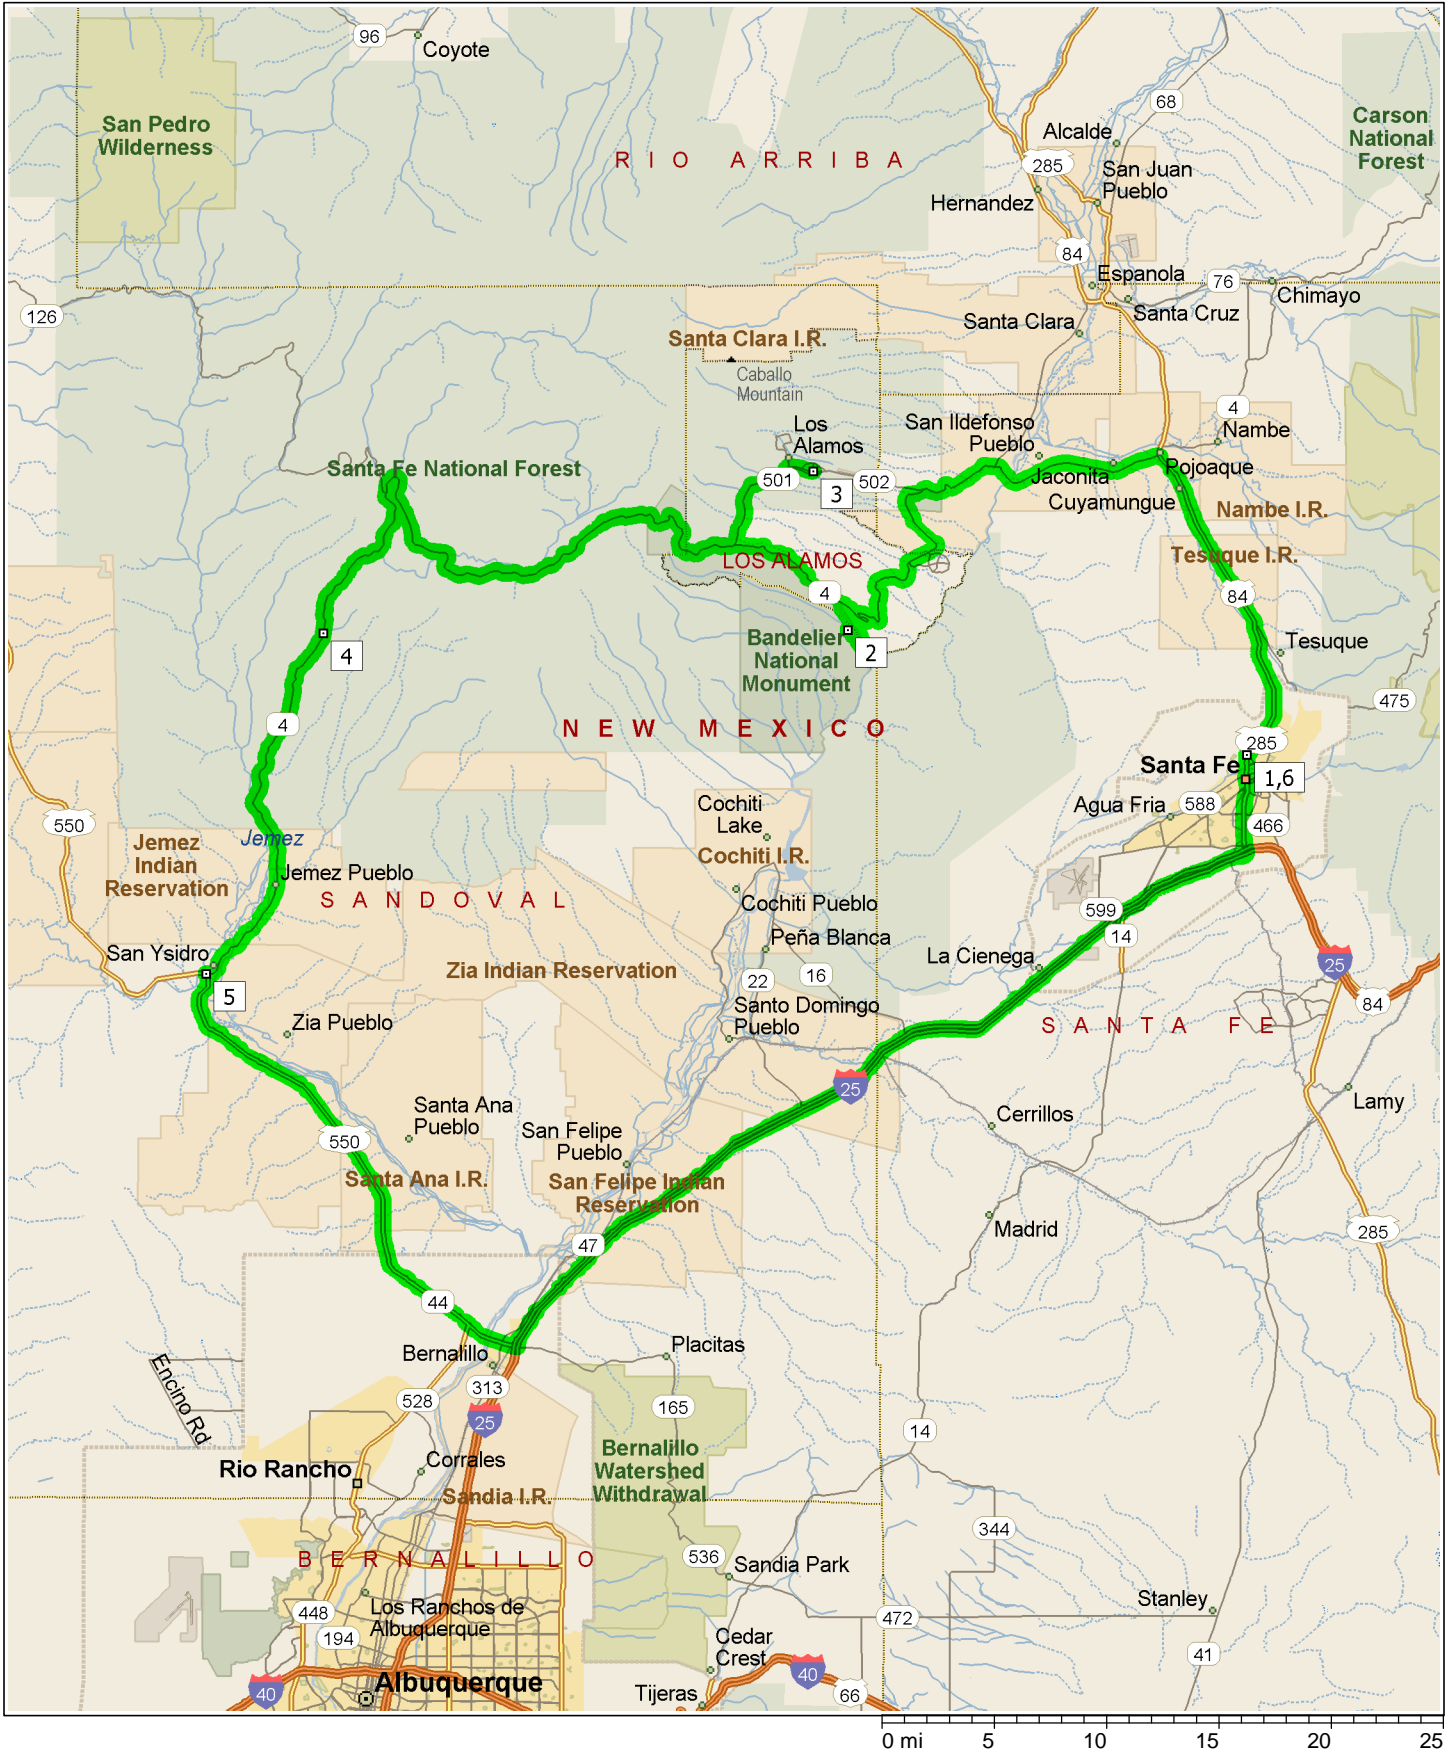 96
Coyote
San Pedro
Wilderness
RIO ARRIBA
68
Carson
National
Forest
Alcalde
285
San Juan
Pueblo
Hernandez
84
Espanola
76
Chimayo
Santa Cruz
126
Santa Clara
Santa Clara I.R.
Caballo
Mountain
4
Nambe
Los
Alamos
San Ildefonso
Pueblo
Santa Fe National Forest
501
3
502
Jaconita
Pojoaque
Cuyamungue
Nambe I.R.
Tesuque I.R.
LOS ALAMOS
4
84
Bandelier
National
Monument
2
Tesuque
4
475
4
NEW MEXICO
285
Santa Fe
1,6
Agua Fria
588
466
550
Cochiti
Lake
Cochiti I.R.
Jemez
Jemez
Indian
Reservation
Jemez Pueblo
SANDOVAL
Cochiti Pueblo
599
14
Peña Blanca
San Ysidro
Zia Indian Reservation
22
16
La Cienega
25
5
84
Santo Domingo
Pueblo
Zia Pueblo
SANTA FE
25
Lamy
Santa Ana
Pueblo
Cerrillos
San Felipe
Pueblo
550
Santa Ana I.R.
San Felipe Indian
Reservation
Madrid
285
47
44
Bernalillo
Placitas
Encino Rd
313
528
165
25
14
Corrales
Rio Rancho
Bernalillo
Watershed
Withdrawal
Sandia I.R.
344
BERNALILLO
536
Sandia Park
Stanley
448
Los Ranchos de
Albuquerque
194
472
Cedar
Crest
41
40
Albuquerque
Tijeras
40
66
0 mi 5 10 15 20 25